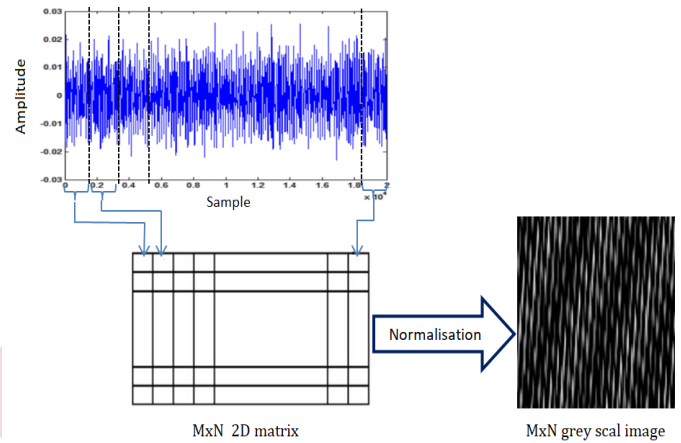 0.03
0.02
0.01
0
-0.01
-0.02
-0.03
Amplitude
0 0.2 0.4 0.6 0.8 1 1.2 1.4 1.6 1.8 2
Sample
x 10⁴
Normalisation
MxN 2D matrix
MxN grey scal image